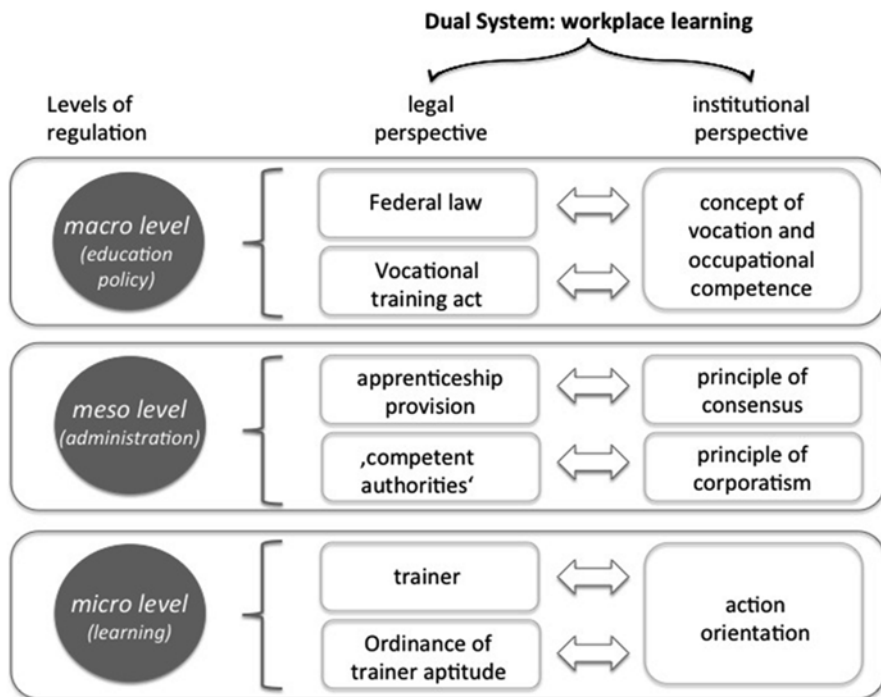 Dual System: workplace learning
Levels of
regulation
legal
perspective
institutional
perspective
macro level
(education
policy)
Federal law
Vocational
training act
concept of
vocation and
occupational
competence
meso level
(administration)
apprenticeship
provision
principle of
consensus
‚competent
authorities‘
principle of
corporatism
micro level
(learning)
trainer
Ordinance of
trainer aptitude
action
orientation